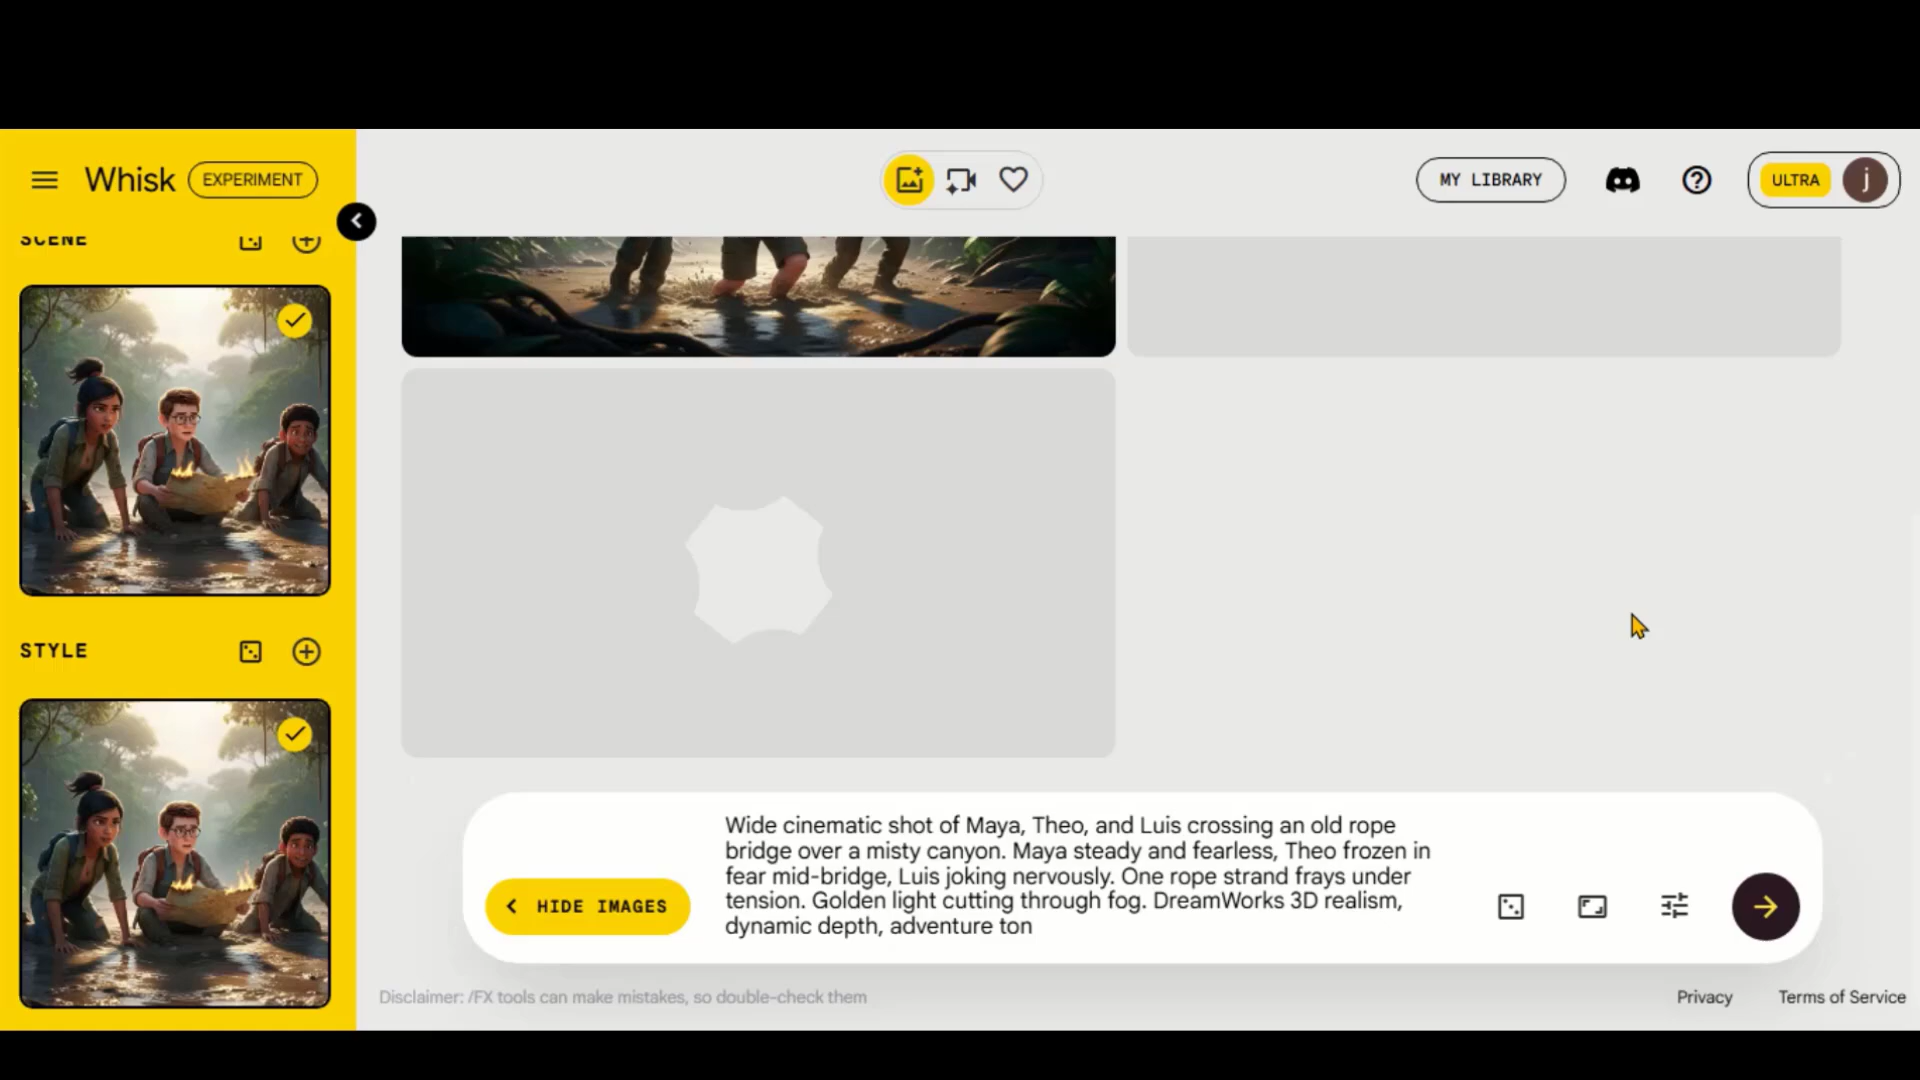 Whisk EXPERIMENT
MY LIBRARY
ULTRA j
SCENE
STYLE
Wide cinematic shot of Maya, Theo, and Luis crossing an old rope
bridge over a misty canyon. Maya steady and fearless, Theo frozen in
fear mid-bridge, Luis joking nervously. One rope strand frays under
tension. Golden light cutting through fog. DreamWorks 3D realism,
dynamic depth, adventure ton
HIDE IMAGES
Disclaimer: /FX tools can make mistakes, so double-check them
Privacy Terms of Service